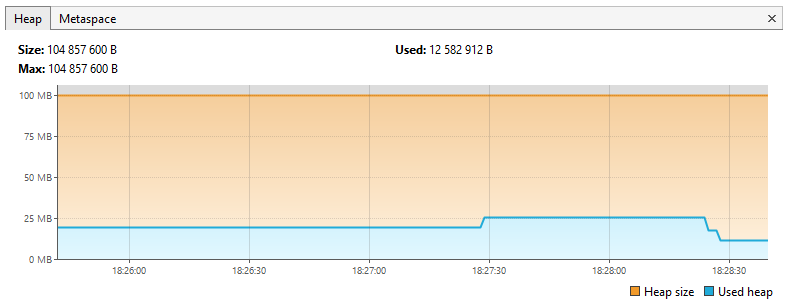 Heap Metaspace ×
Size: 104 857 600 B Used: 12 582 912 B
Max: 104 857 600 B
100 MB
75 MB
50 MB
25 MB
0 MB
18:26:00 18:26:30 18:27:00 18:27:30 18:28:00 18:28:30
Heap size Used heap